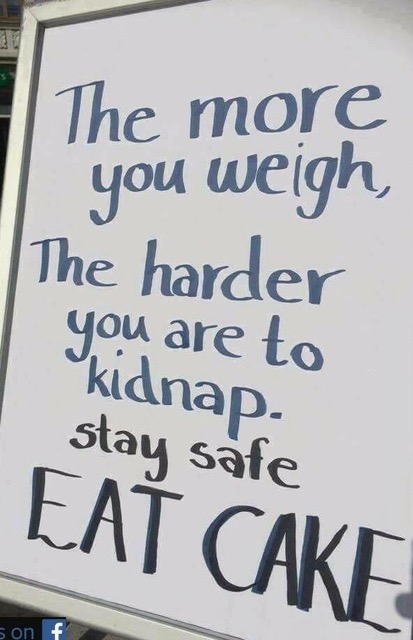 The more
you weigh,
The harder
you are to
kidnap.
stay safe
EAT CAKE
s on f